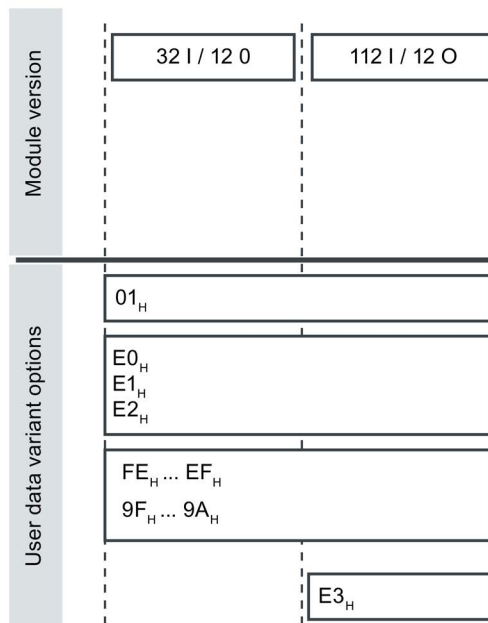 Module version
32 I / 12 0
112 I / 12 O
User data variant options
01H
E0H
E1H
E2H
FEH ... EFH
9FH ... 9AH
E3H